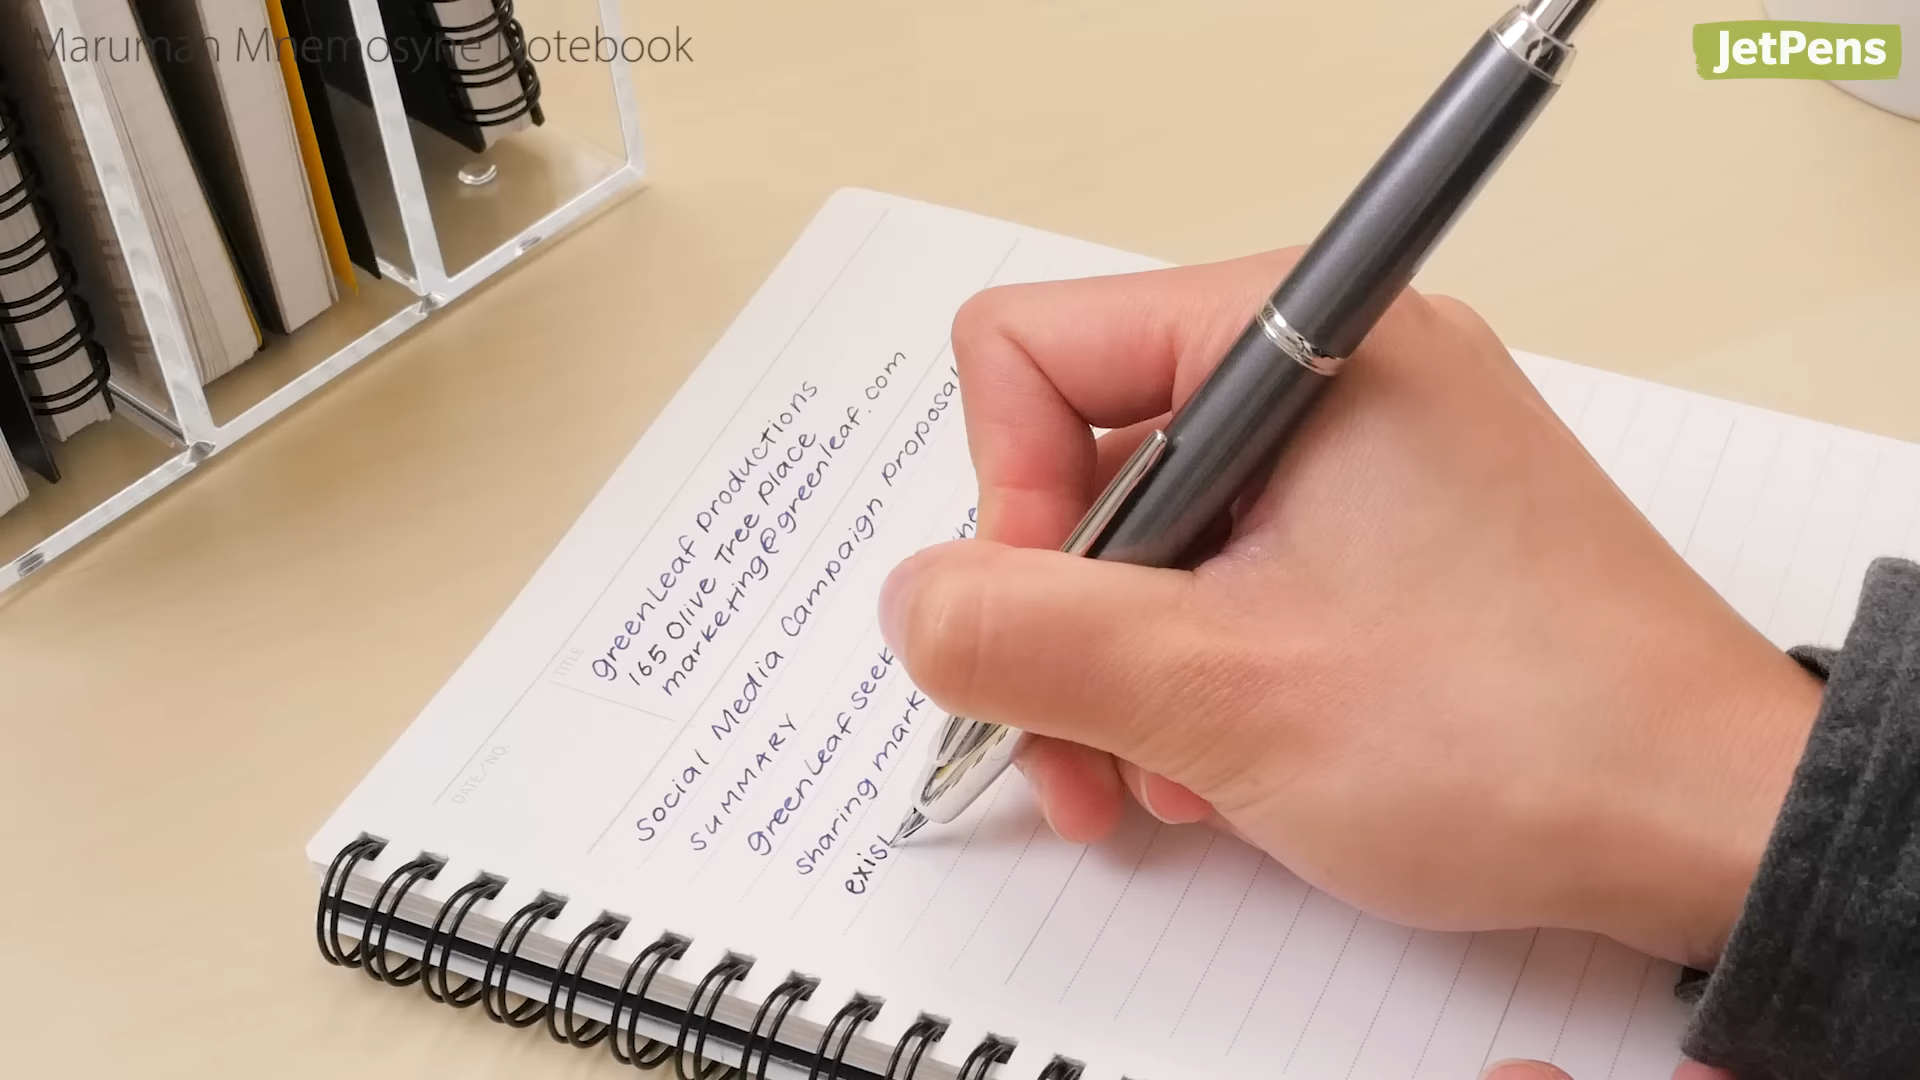 Maruman Mnemosyne Notebook
JetPens
TITLE
DATE/NO.
greenLeaf productions
165 Olive Tree place
marketing@greenleaf.com
Social Media Campaign proposal
SUMMARY
greenLeaf seek
sharing mark
exist